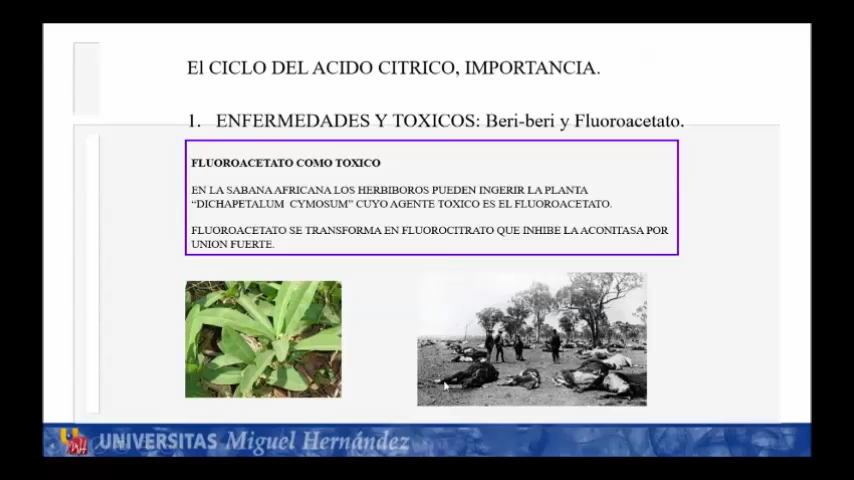 El CICLO DEL ACIDO CITRICO, IMPORTANCIA.
1. ENFERMEDADES Y TOXICOS: Beri-beri y Fluoroacetato.
FLUOROACETATO COMO TOXICO
EN LA SABANA AFRICANA LOS HERBIBOROS PUEDEN INGERIR LA PLANTA
“DICHAPETALUM CYMOSUM” CUYO AGENTE TOXICO ES EL FLUOROACETATO.
FLUOROACETATO SE TRANSFORMA EN FLUOROCITRATO QUE INHIBE LA ACONITASA POR
UNION FUERTE.
UNIVERSITAS Miguel Hernández